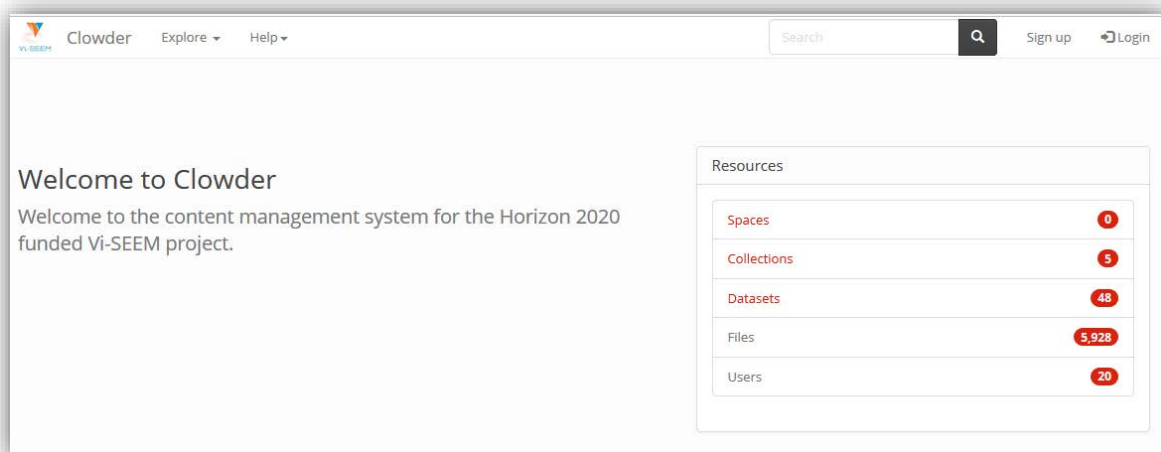 Vi-SEEM
Clowder Explore Help Search Sign up Login
Welcome to Clowder
Welcome to the content management system for the Horizon 2020
funded Vi-SEEM project.
Resources
Spaces 0
Collections 5
Datasets 48
Files 5,928
Users 20